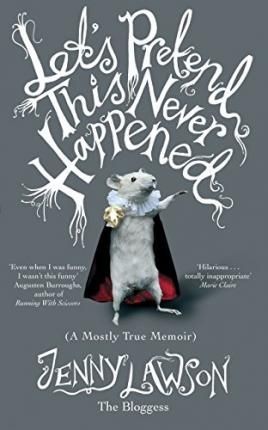 Let's Pretend
This Never
Happened
'Even when I was funny,
I wasn't this funny'
Augusten Burroughs,
author of
Running With Scissors
'Hilarious . . .
totally inappropriate'
Marie Claire
(A Mostly True Memoir)
JENNY LAWSON
The Bloggess